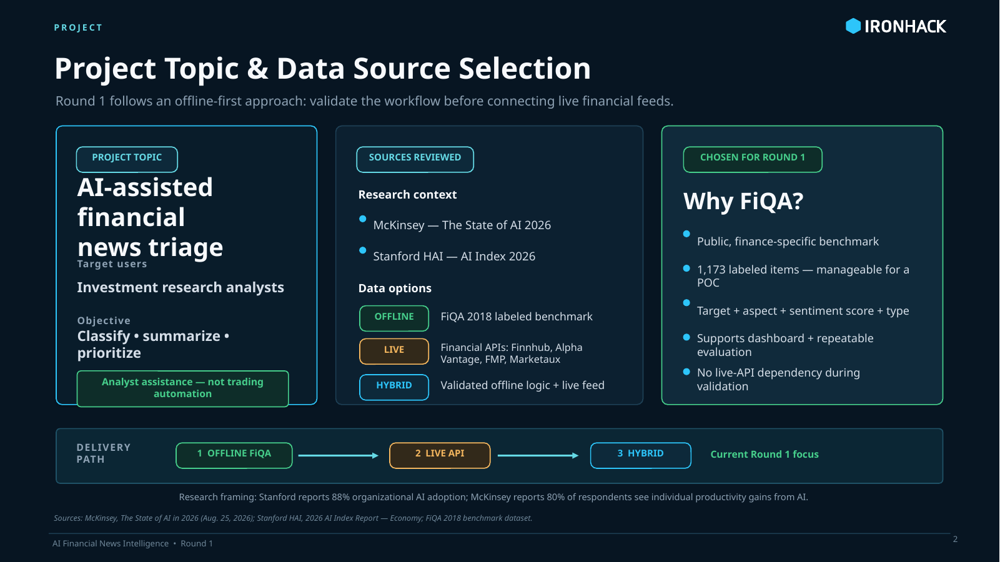 PROJECT
IRONHACK
Project Topic & Data Source Selection
Round 1 follows an offline-first approach: validate the workflow before connecting live financial feeds.
PROJECT TOPIC
AI-assisted
financial
news triage
Target users
Investment research analysts
Objective
Classify • summarize •
prioritize
Analyst assistance — not trading
automation
SOURCES REVIEWED
Research context
McKinsey — The State of AI 2026
Stanford HAI — AI Index 2026
Data options
OFFLINE
FiQA 2018 labeled benchmark
LIVE
Financial APIs: Finnhub, Alpha
Vantage, FMP, Marketaux
HYBRID
Validated offline logic + live feed
CHOSEN FOR ROUND 1
Why FiQA?
Public, finance-specific benchmark
1,173 labeled items — manageable for a
POC
Target + aspect + sentiment score + type
Supports dashboard + repeatable
evaluation
No live-API dependency during
validation
DELIVERY
PATH
1 OFFLINE FiQA
2 LIVE API
3 HYBRID
Current Round 1 focus
Research framing: Stanford reports 88% organizational AI adoption; McKinsey reports 80% of respondents see individual productivity gains from AI.
Sources: McKinsey, The State of AI in 2026 (Aug. 25, 2026); Stanford HAI, 2026 AI Index Report — Economy; FiQA 2018 benchmark dataset.
AI Financial News Intelligence • Round 1
2